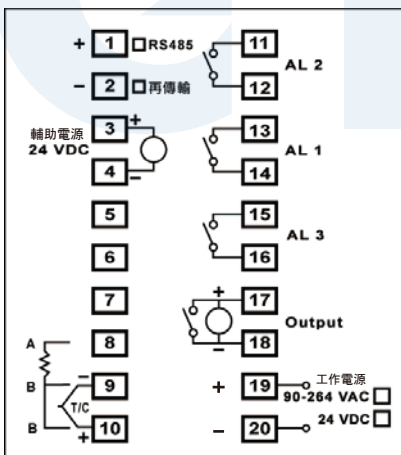 + 1 □ RS485
− 2 □ 再傳輸
輔助電源
24 VDC
3 +
4 −
5
6
7
A 8
B 9 −
T/C
B 10 +
11
AL 2
12
13
AL 1
14
15
AL 3
16
+ 17
Output
− 18
+ 19 工作電源
90-264 VAC □
− 20 24 VDC □